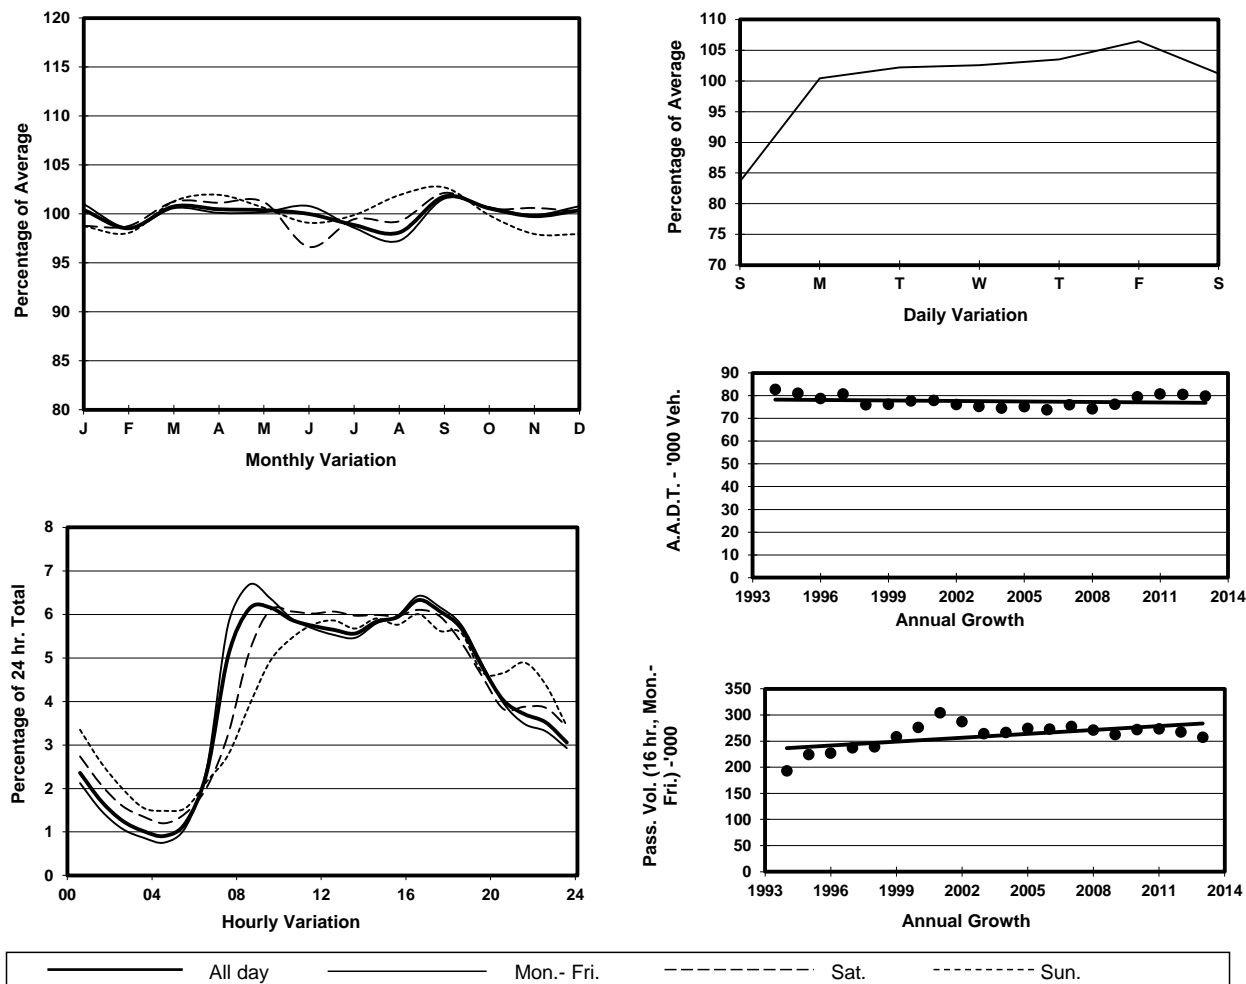 120
115
110
105
100
95
90
85
80
Percentage of Average
J F M A M J J A S O N D
Monthly Variation
110
105
100
95
90
85
80
75
70
Percentage of Average
S M T W T F S
Daily Variation
90
80
70
60
50
40
30
20
10
0
A.A.D.T. - '000 Veh.
1993 1996 1999 2002 2005 2008 2011 2014
Annual Growth
8
7
6
5
4
3
2
1
0
Percentage of 24 hr. Total
00 04 08 12 16 20 24
Hourly Variation
350
300
250
200
150
100
50
0
Pass. Vol. (16 hr., Mon.-
Fri.) -'000
1993 1996 1999 2002 2005 2008 2011 2014
Annual Growth
All day Mon.- Fri. Sat. Sun.